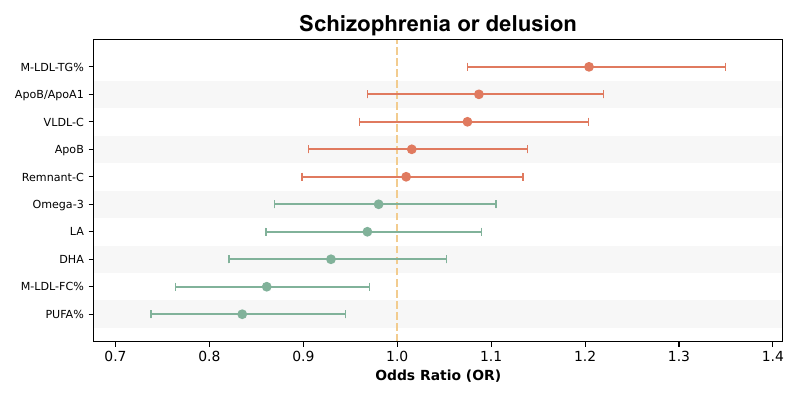 Schizophrenia or delusion
M-LDL-TG%
ApoB/ApoA1
VLDL-C
ApoB
Remnant-C
Omega-3
LA
DHA
M-LDL-FC%
PUFA%
0.7 0.8 0.9 1.0 1.1 1.2 1.3 1.4
Odds Ratio (OR)